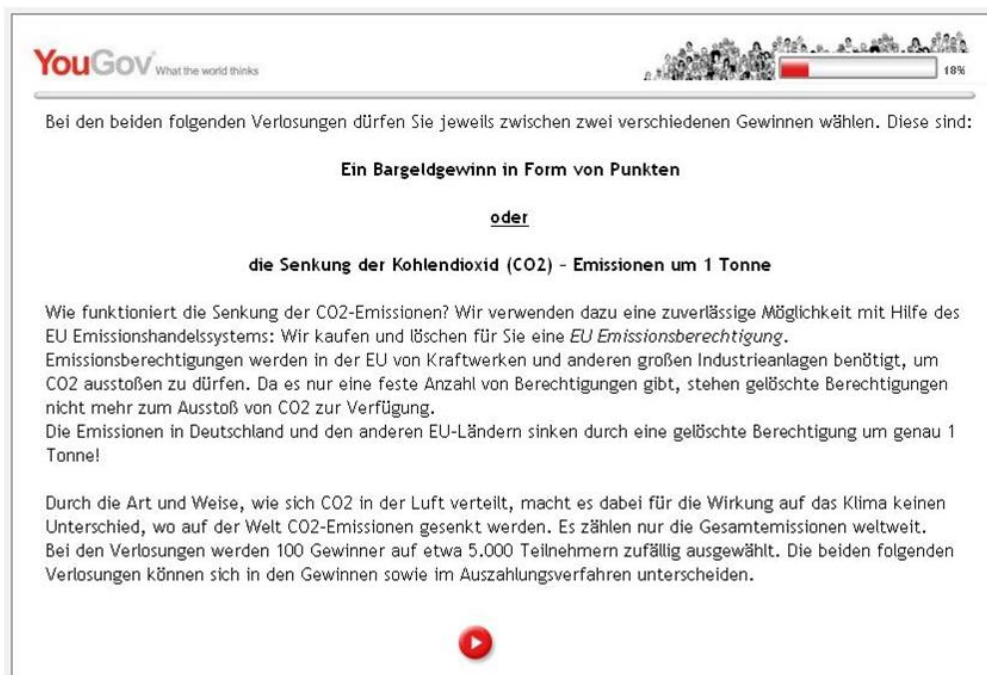 YouGov What the world thinks
18%
Bei den beiden folgenden Verlosungen dürfen Sie jeweils zwischen zwei verschiedenen Gewinnen wählen. Diese sind:
Ein Bargeldgewinn in Form von Punkten
oder
die Senkung der Kohlendioxid (CO2) - Emissionen um 1 Tonne
Wie funktioniert die Senkung der CO2-Emissionen? Wir verwenden dazu eine zuverlässige Möglichkeit mit Hilfe des
EU Emissionshandelssystems: Wir kaufen und löschen für Sie eine EU Emissionsberechtigung.
Emissionsberechtigungen werden in der EU von Kraftwerken und anderen großen Industrieanlagen benötigt, um
CO2 ausstoßen zu dürfen. Da es nur eine feste Anzahl von Berechtigungen gibt, stehen gelöschte Berechtigungen
nicht mehr zum Ausstoß von CO2 zur Verfügung.
Die Emissionen in Deutschland und den anderen EU-Ländern sinken durch eine gelöschte Berechtigung um genau 1
Tonne!
Durch die Art und Weise, wie sich CO2 in der Luft verteilt, macht es dabei für die Wirkung auf das Klima keinen
Unterschied, wo auf der Welt CO2-Emissionen gesenkt werden. Es zählen nur die Gesamtemissionen weltweit.
Bei den Verlosungen werden 100 Gewinner auf etwa 5.000 Teilnehmern zufällig ausgewählt. Die beiden folgenden
Verlosungen können sich in den Gewinnen sowie im Auszahlungsverfahren unterscheiden.